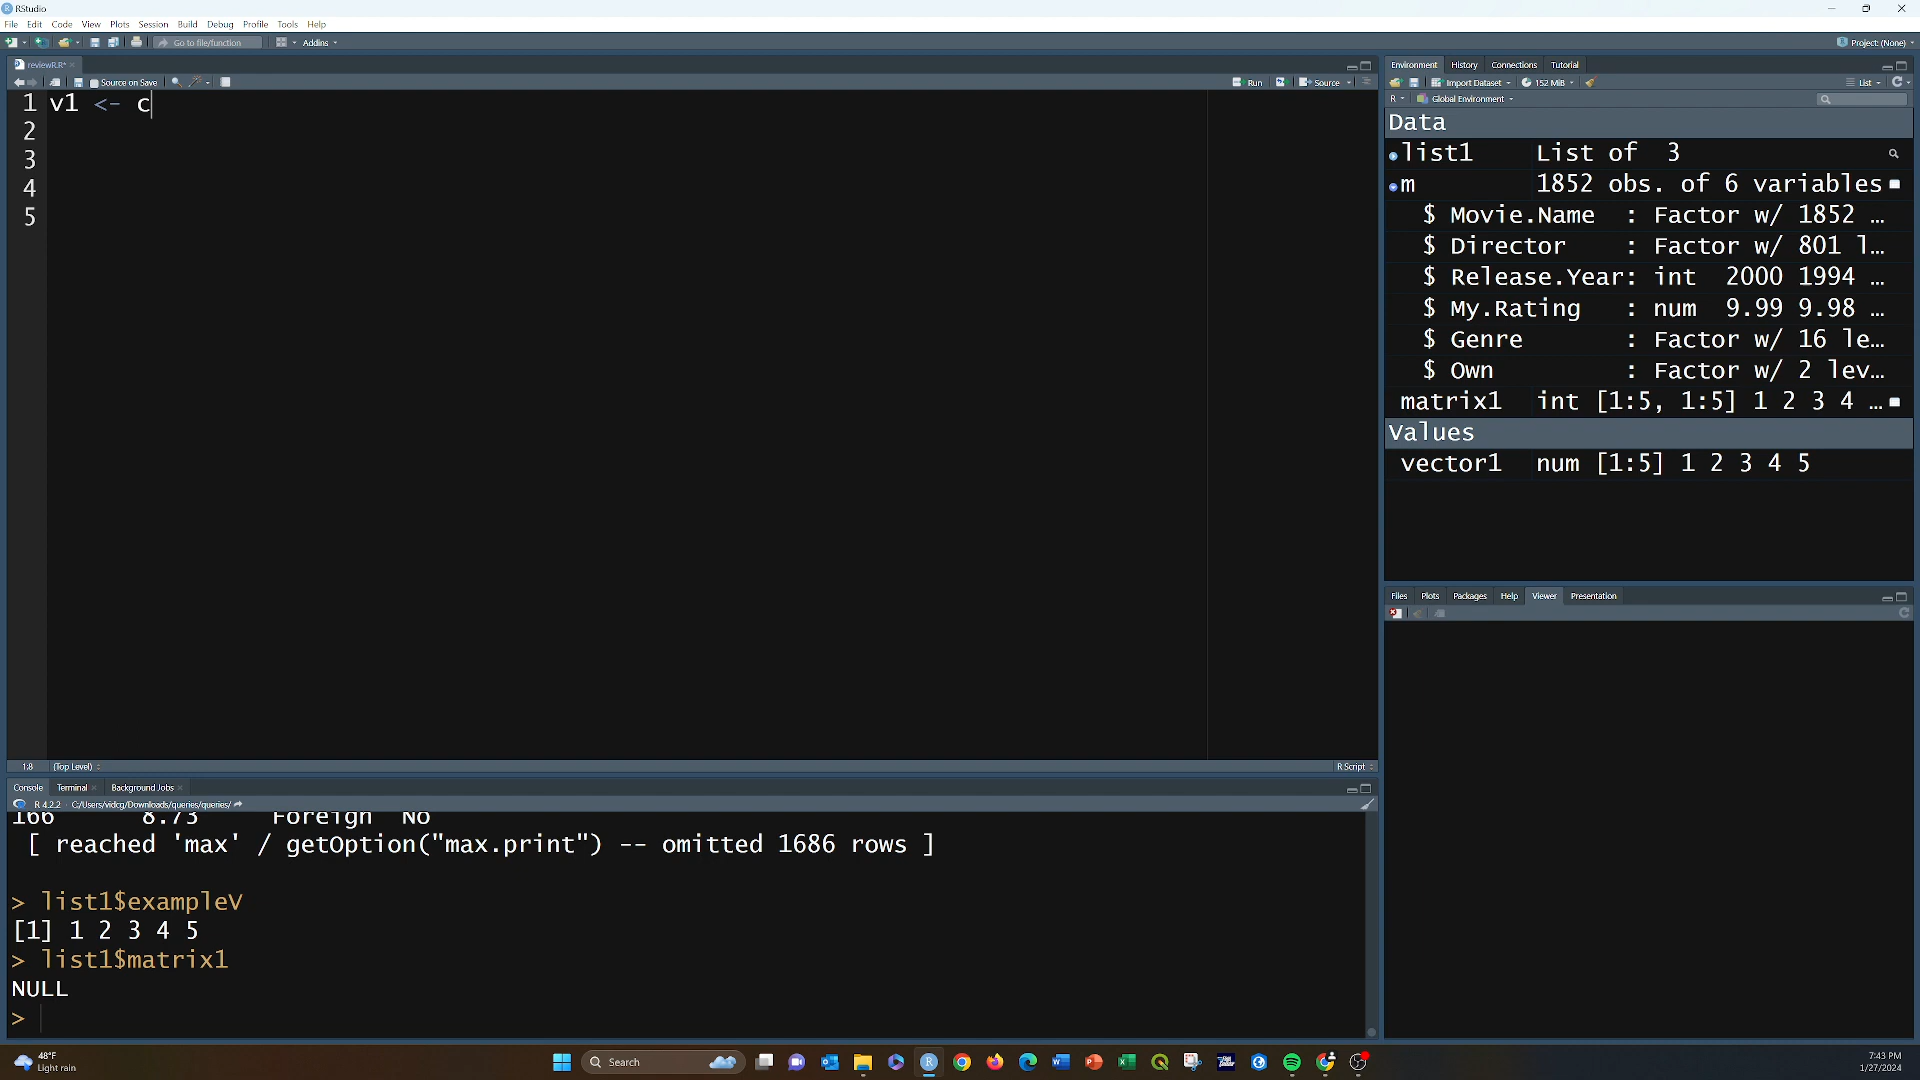 RStudio
File Edit Code View Plots Session Build Debug Profile Tools Help
Go to file/function Addins Project: (None)
reviewR.R*
Source on Save Run Source
1 v1 <- c
2
3
4
5
1:8 (Top Level) R Script
Console Terminal Background Jobs
R 4.2.2 · C:/Users/vidcg/Downloads/queries/queries/
166 8.73 Foreign No
[ reached 'max' / getOption("max.print") -- omitted 1686 rows ]
> list1$exampleV
[1] 1 2 3 4 5
> list1$matrix1
NULL
>
Environment History Connections Tutorial
Import Dataset 152 MiB List
R Global Environment
Data
list1 List of 3
m 1852 obs. of 6 variables
$ Movie.Name : Factor w/ 1852 …
$ Director : Factor w/ 801 l…
$ Release.Year: int 2000 1994 …
$ My.Rating : num 9.99 9.98 …
$ Genre : Factor w/ 16 le…
$ Own : Factor w/ 2 lev…
matrix1 int [1:5, 1:5] 1 2 3 4 …
Values
vector1 num [1:5] 1 2 3 4 5
Files Plots Packages Help Viewer Presentation
48°F
Light rain
Search
7:43 PM
1/27/2024